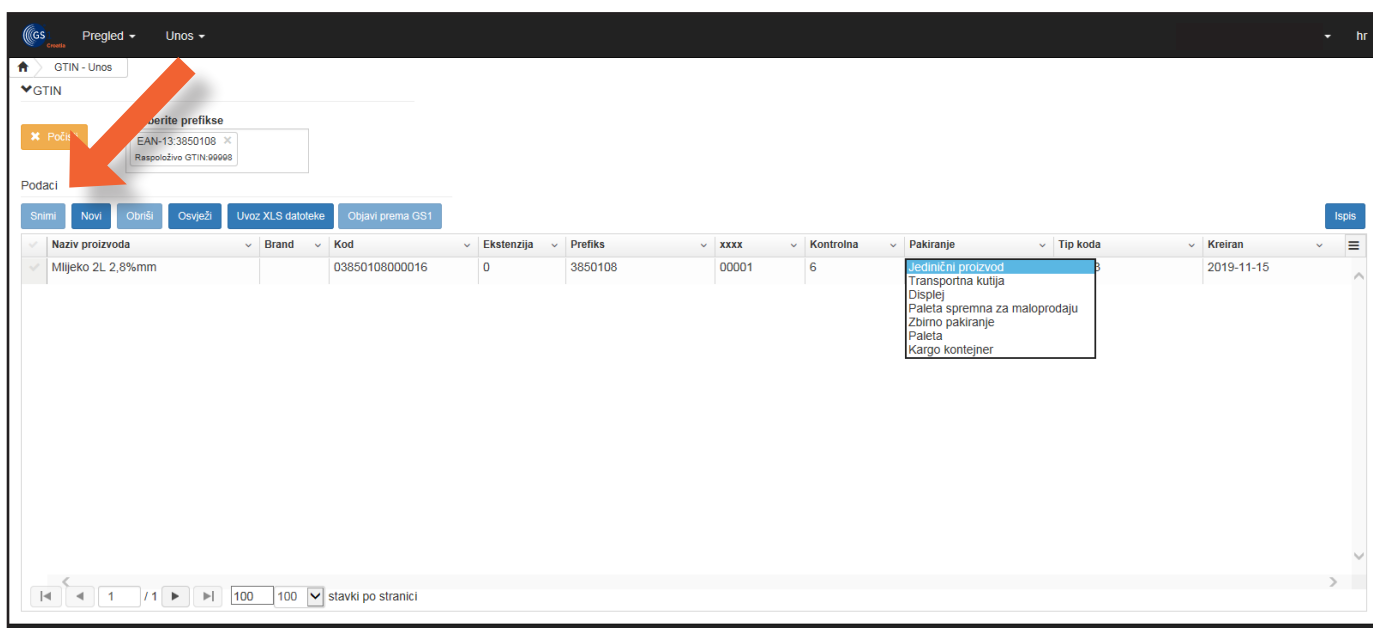 GS Croatia Pregled Unos hr
GTIN - Unos
GTIN
prefikse
EAN-13:3850108 ×
Raspoloživo GTIN:99998
Podaci
Snimi Novi Obriši Osvježi Uvoz XLS datoteke Objavi prema GS1 Ispis
Naziv proizvoda Brand Kod Ekstenzija Prefiks xxxx Kontrolna Pakiranje Tip koda Kreiran
Mlijeko 2L 2,8%mm 03850108000016 0 3850108 00001 6 Jedinični proizvod 2019-11-15
Transportna kutija
Displej
Paleta spremna za maloprodaju
Zbirno pakiranje
Paleta
Kargo kontejner
1 / 1 100 100 stavki po stranici